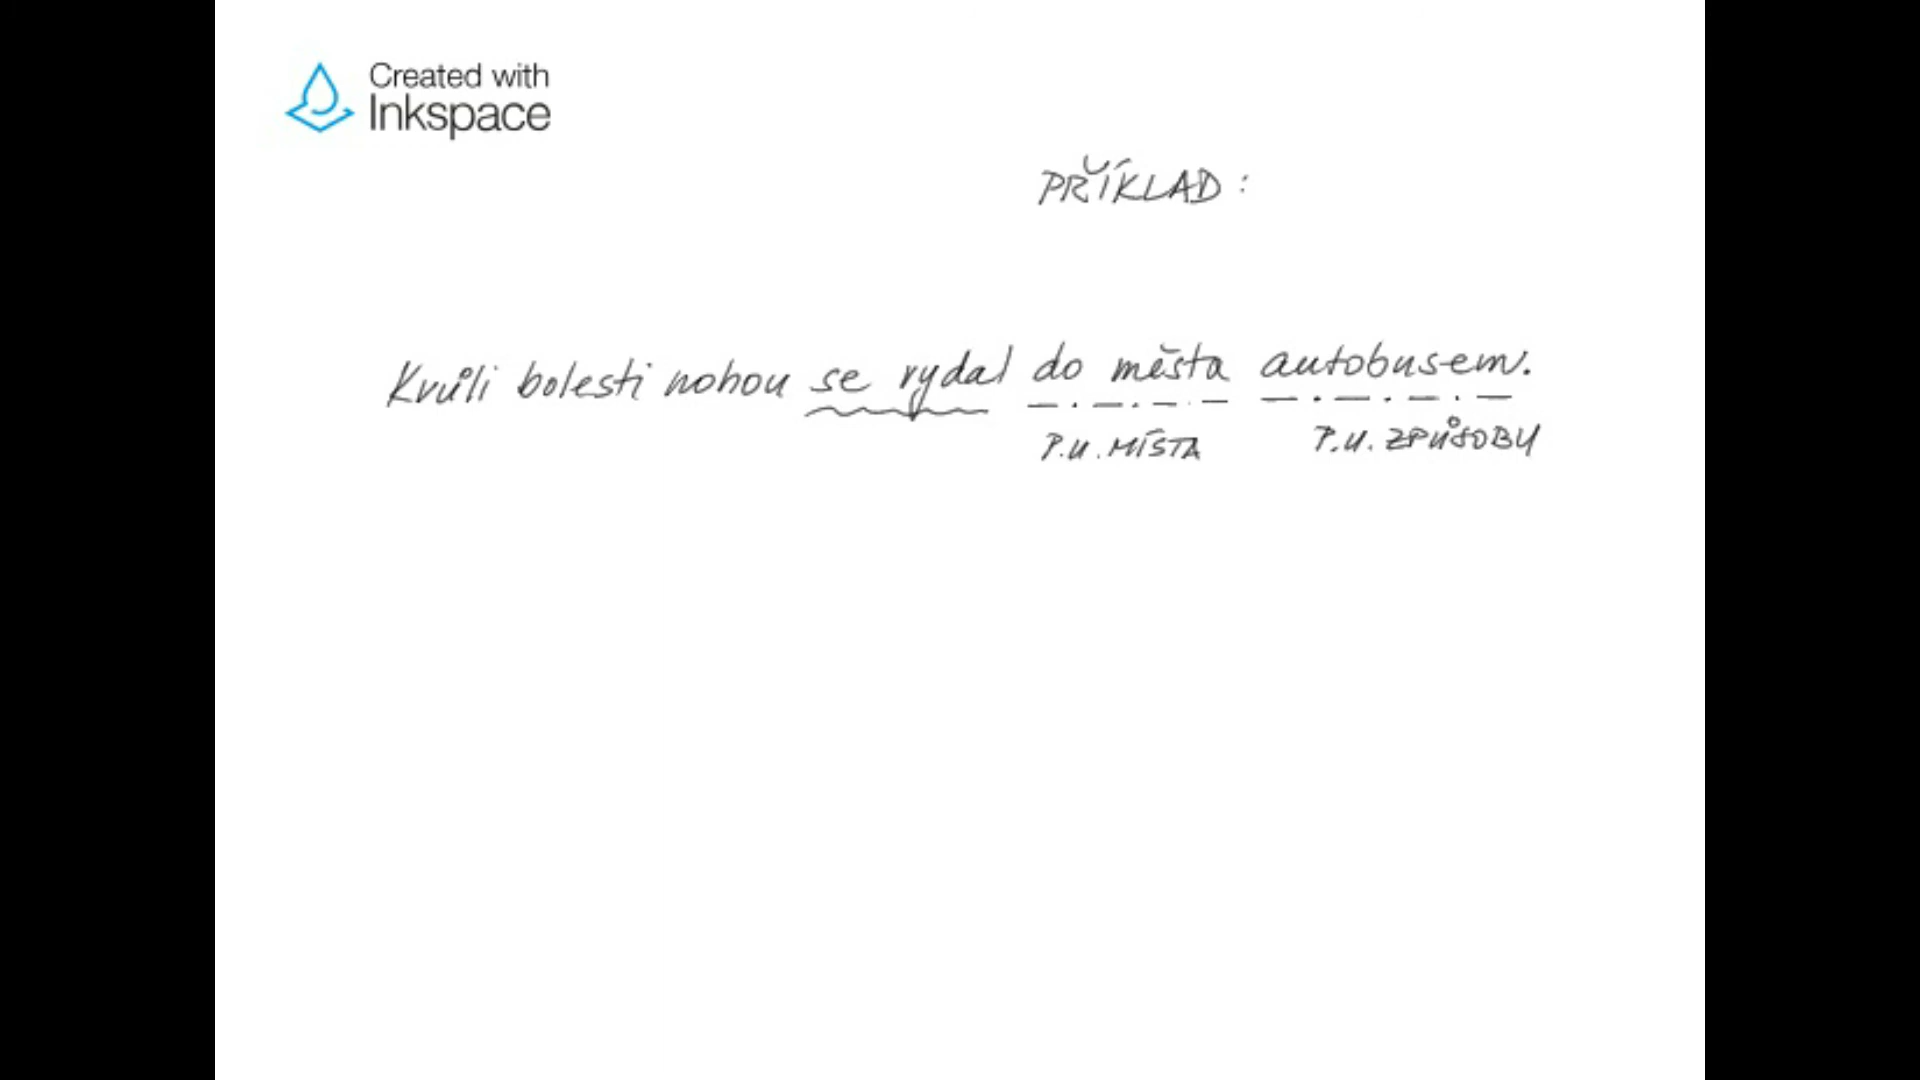 Created with
Inkspace
PŘÍKLAD:
Kvůli bolesti nohou se vydal do města autobusem.
P.U. MÍSTA P.U. ZPŮSOBU